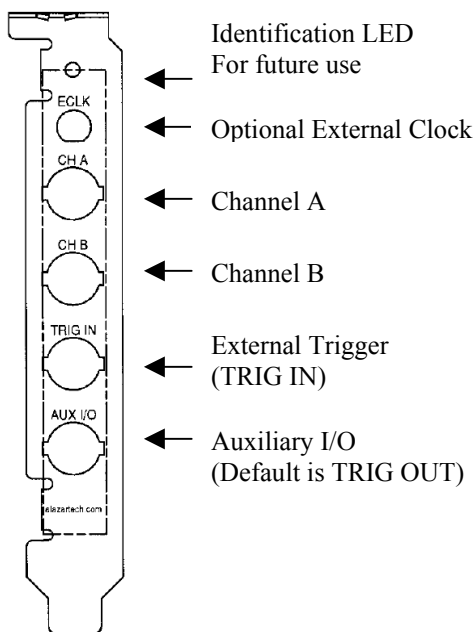 Identification LED
For future use
ECLK
Optional External Clock
CH A
Channel A
CH B
Channel B
TRIG IN
External Trigger
(TRIG IN)
AUX I/O
Auxiliary I/O
(Default is TRIG OUT)
alazartech.com